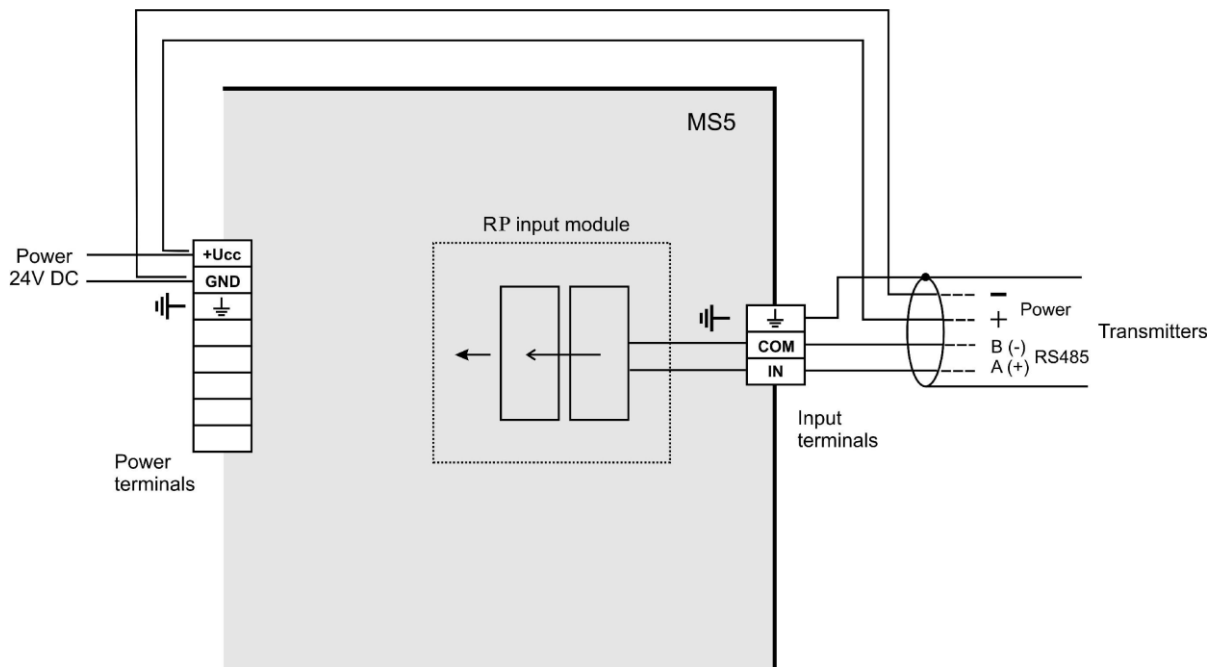 MS5
RP input module
Power
24V DC
+Ucc
GND
Power
terminals
COM
IN
Input
terminals
−
Power
+
B (-)
RS485
A (+)
Transmitters